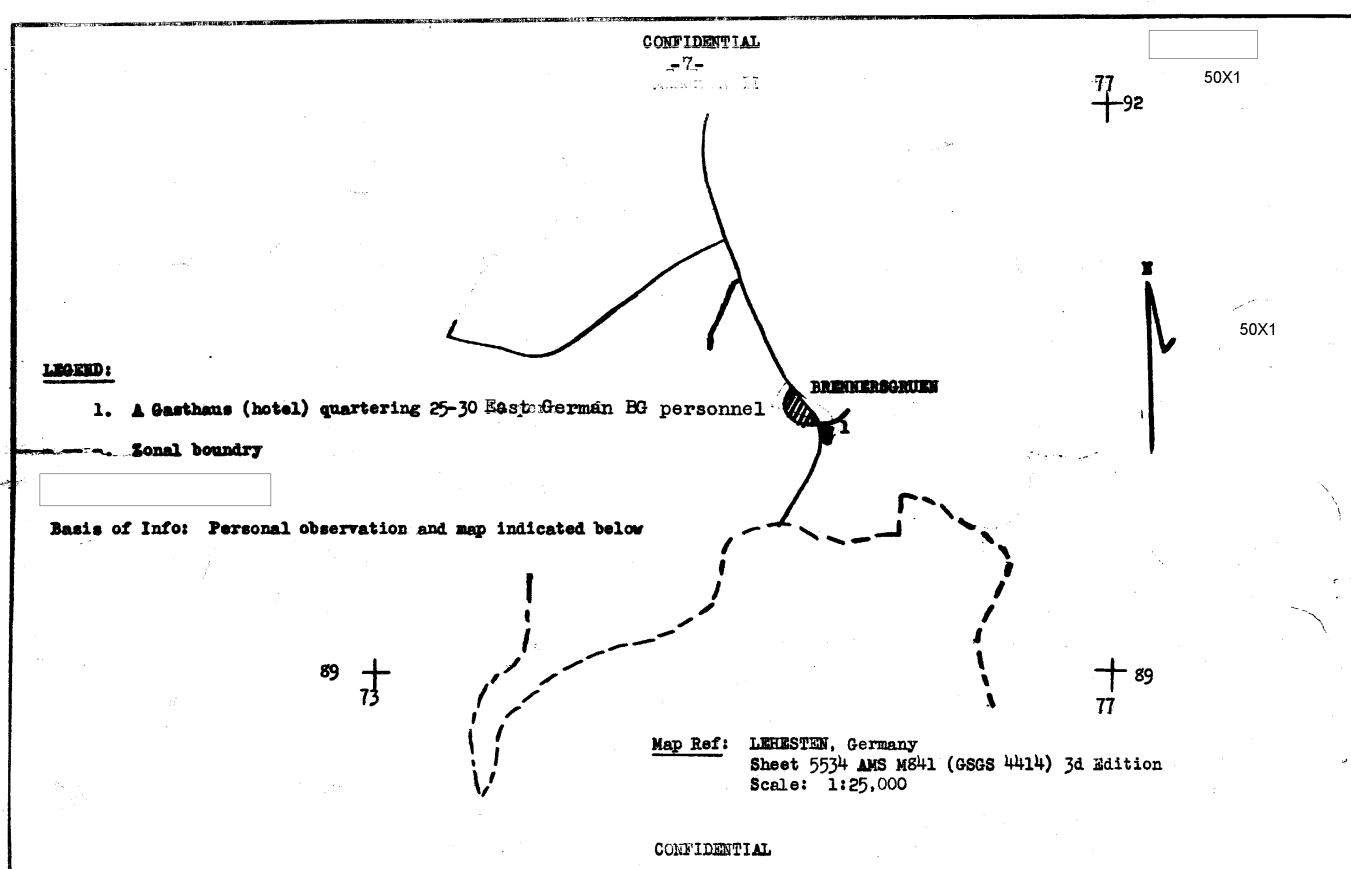 CONFIDENTIAL
-7-
II
50X1
77
92
N
50X1
LEGEND:
BRENNERSGRUEN
1. A Gasthaus (hotel) quartering 25-30 East German BG personnel
1
Zonal boundry
Basis of Info: Personal observation and map indicated below
89
73
89
77
Map Ref: LEHESTEN, Germany
Sheet 5534 AMS M841 (GSGS 4414) 3d Edition
Scale: 1:25,000
CONFIDENTIAL